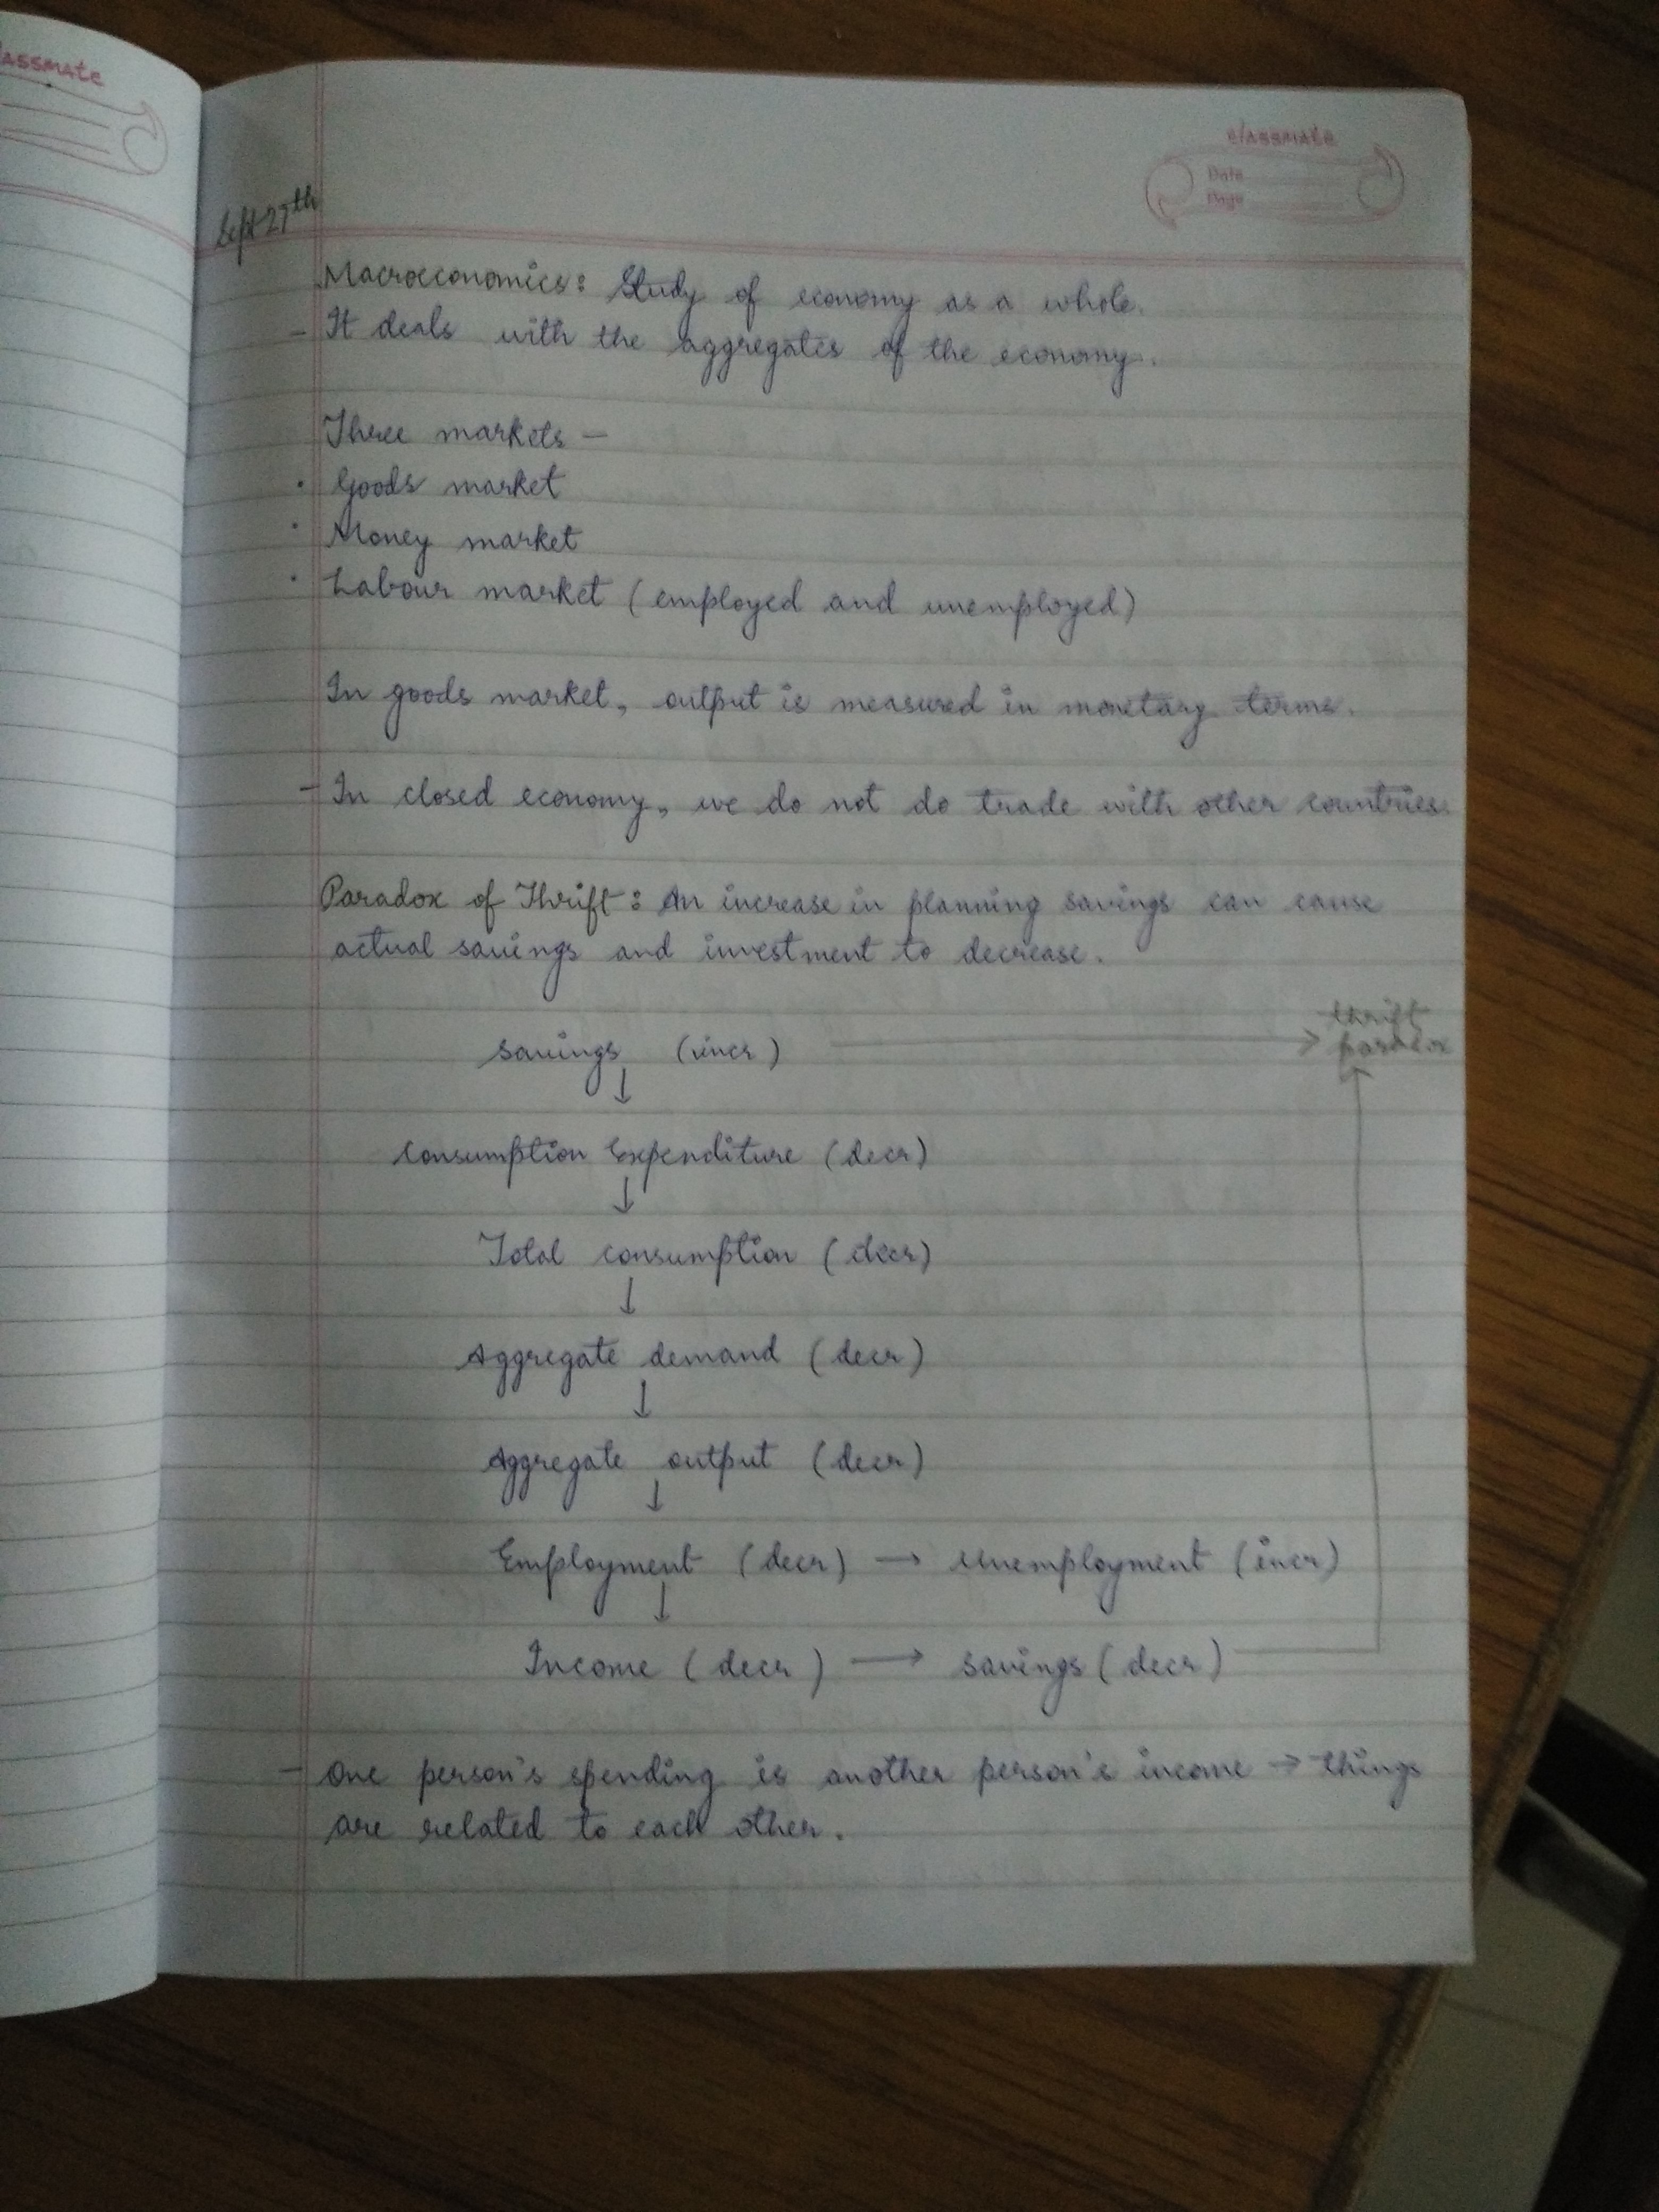 classmate
classmate
Date
Page
Sept 27th
Macroeconomics: Study of economy as a whole.
- It deals with the aggregates of the economy.
Three markets -
· Goods market
· Money market
· Labour market (employed and unemployed)
In goods market, output is measured in monetary terms.
- In closed economy, we do not do trade with other countries.
Paradox of Thrift: An increase in planning savings can cause
actual savings and investment to decrease.
thrift
savings (incr) → paradox
↓
Consumption Expenditure (decr)
↓
Total consumption (decr)
↓
Aggregate demand (decr)
↓
Aggregate output (decr)
↓
Employment (decr) → Unemployment (incr)
↓
Income (decr) → savings (decr)
- One person's spending is another person's income → things
are related to each other.